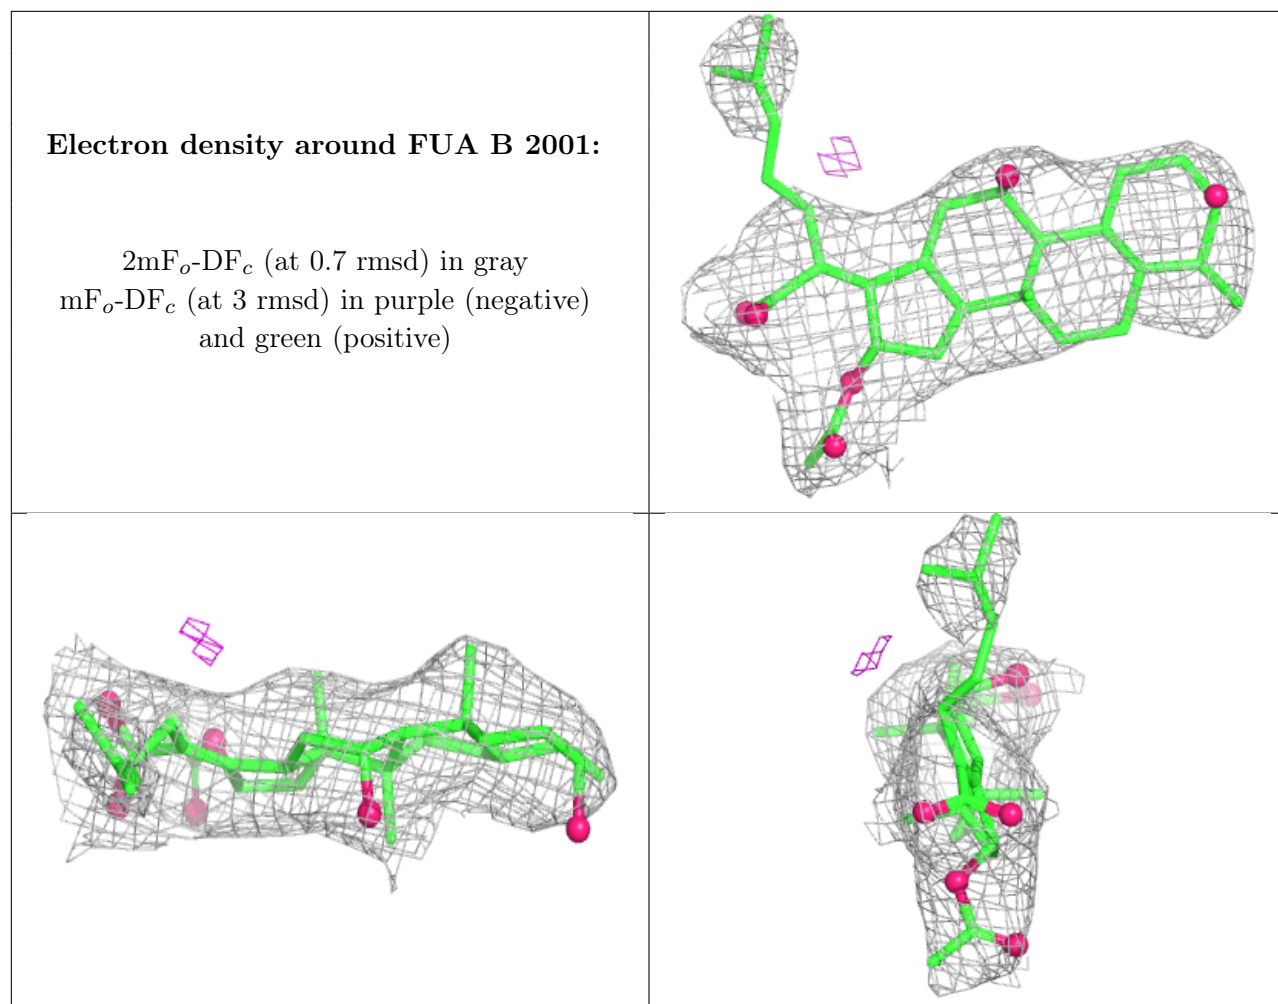 Electron density around FUA B 2001:
2mFo-DFc (at 0.7 rmsd) in gray
mFo-DFc (at 3 rmsd) in purple (negative)
and green (positive)